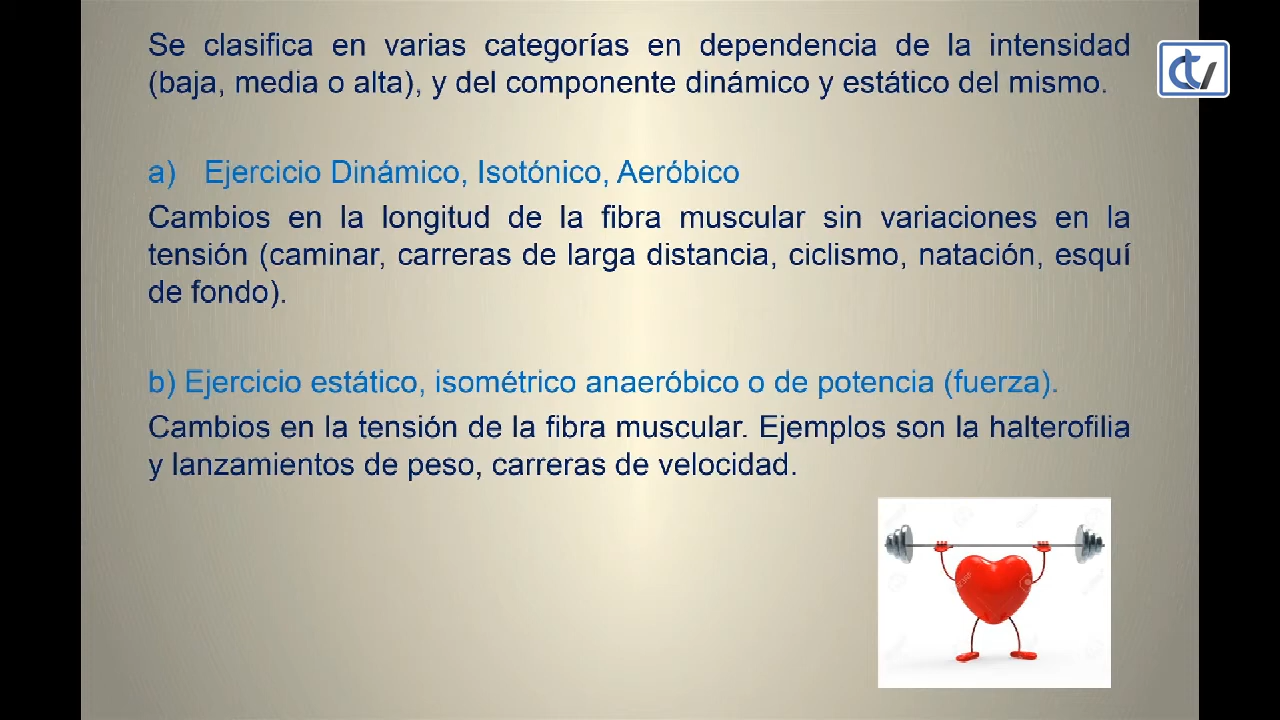 Se clasifica en varias categorías en dependencia de la intensidad
(baja, media o alta), y del componente dinámico y estático del mismo.
a) Ejercicio Dinámico, Isotónico, Aeróbico
Cambios en la longitud de la fibra muscular sin variaciones en la
tensión (caminar, carreras de larga distancia, ciclismo, natación, esquí
de fondo).
b) Ejercicio estático, isométrico anaeróbico o de potencia (fuerza).
Cambios en la tensión de la fibra muscular. Ejemplos son la halterofilia
y lanzamientos de peso, carreras de velocidad.